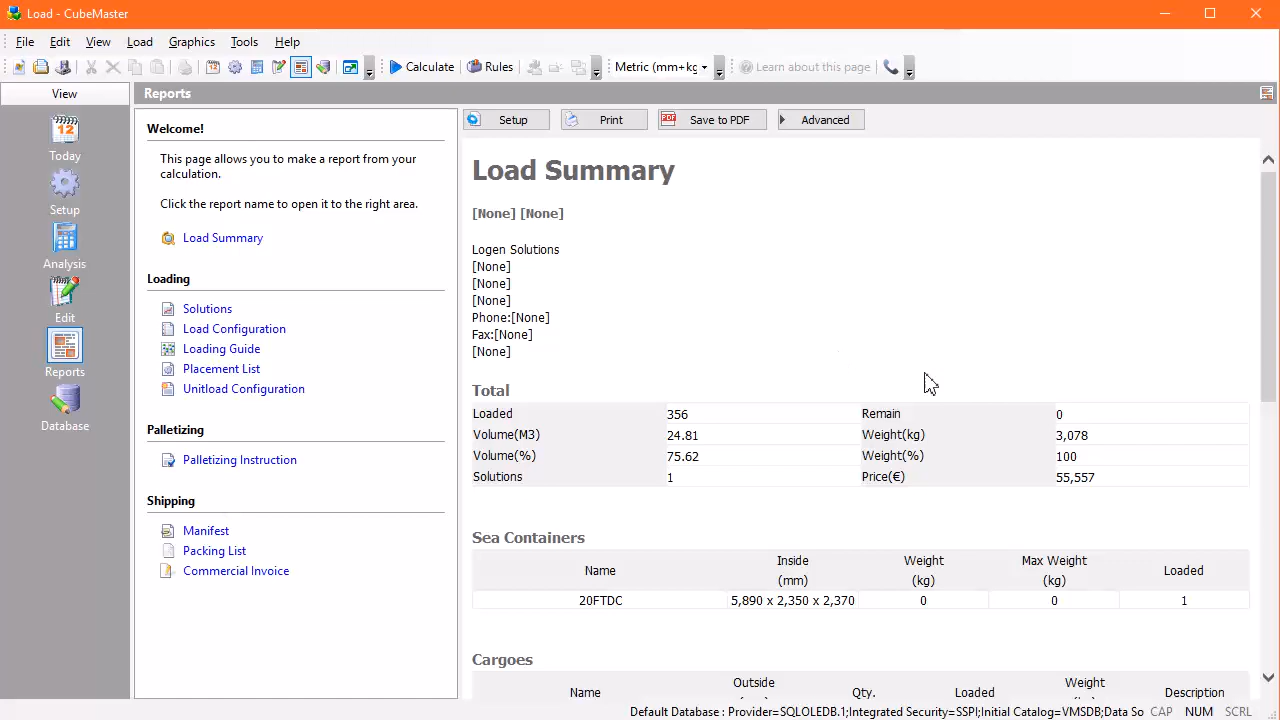 Load - CubeMaster
File Edit View Load Graphics Tools Help
Calculate Rules Metric (mm+kg Learn about this page
View
Today
Setup
Analysis
Edit
Reports
Database
Reports
Welcome!
This page allows you to make a report from your
calculation.
Click the report name to open it to the right area.
Load Summary
Loading
Solutions
Load Configuration
Loading Guide
Placement List
Unitload Configuration
Palletizing
Palletizing Instruction
Shipping
Manifest
Packing List
Commercial Invoice
Setup Print Save to PDF Advanced
Load Summary
[None] [None]
Logen Solutions
[None]
[None]
[None]
Phone:[None]
Fax:[None]
[None]
Total
Loaded 356 Remain 0
Volume(M3) 24.81 Weight(kg) 3,078
Volume(%) 75.62 Weight(%) 100
Solutions 1 Price(€) 55,557
Sea Containers
Name Inside (mm) Weight (kg) Max Weight (kg) Loaded
20FTDC 5,890 x 2,350 x 2,370 0 0 1
Cargoes
Name Outside Qty. Loaded Weight Description
Default Database : Provider=SQLOLEDB.1;Integrated Security=SSPI;Initial Catalog=VMSDB;Data So CAP NUM SCRL